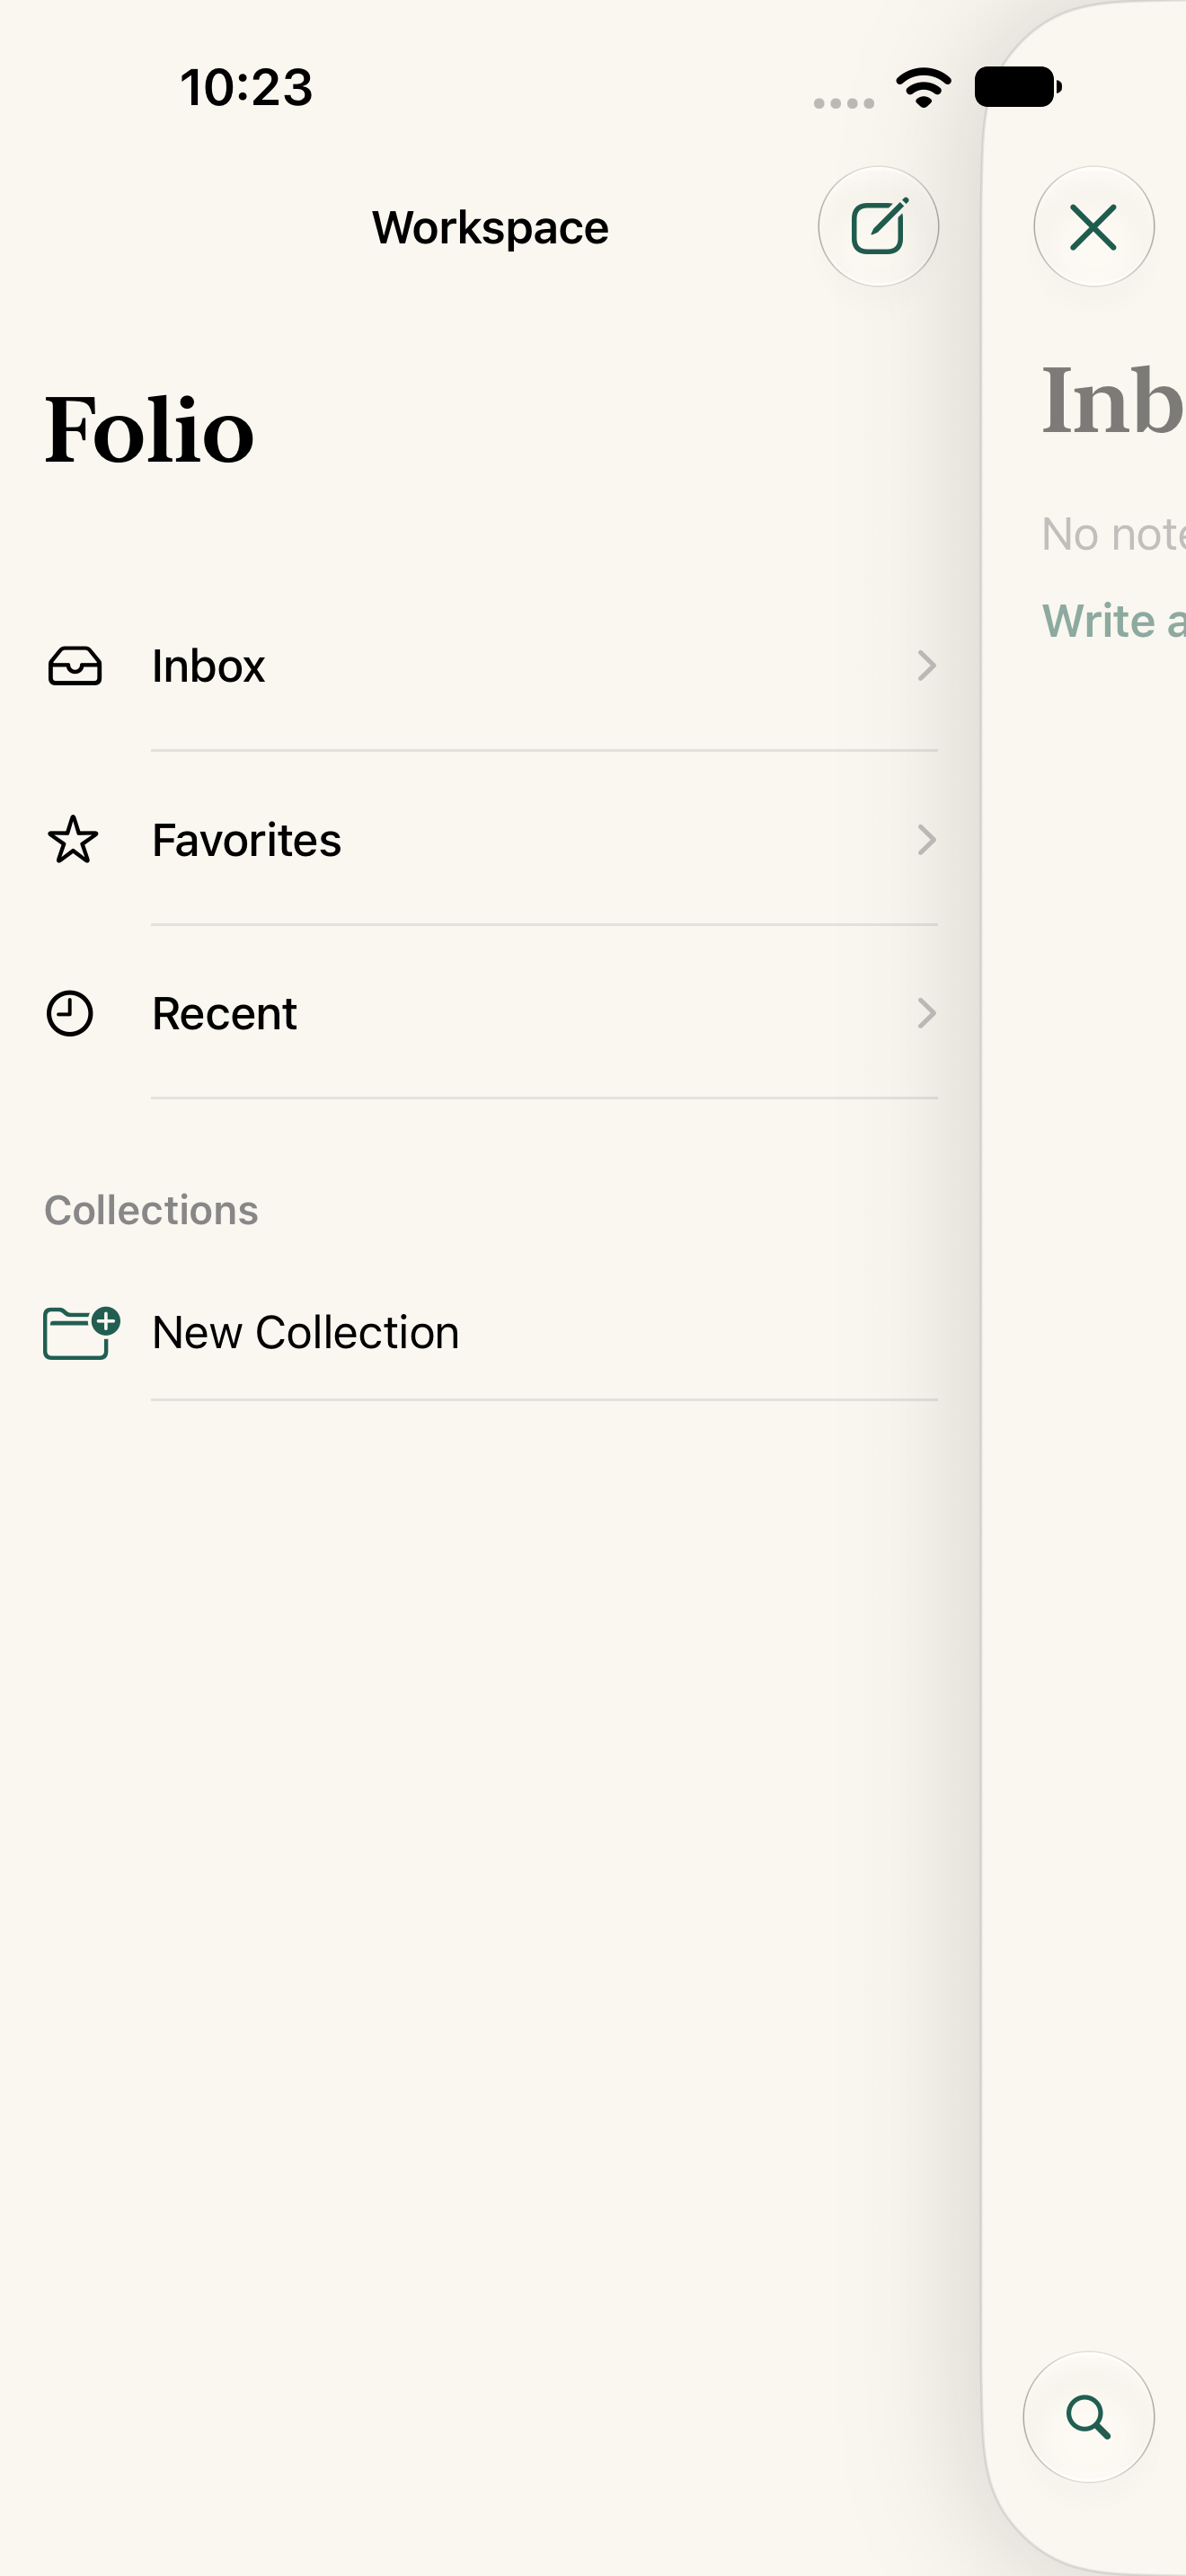 10:23
Workspace
Folio
Inbox
Favorites
Recent
Collections
New Collection
Inb
No note
Write a